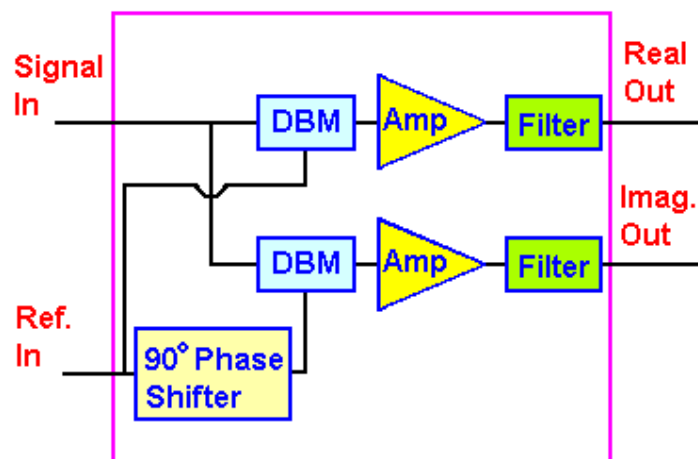 Signal
In
DBM
Amp
Filter
Real
Out
DBM
Amp
Filter
Imag.
Out
Ref.
In
90° Phase
Shifter